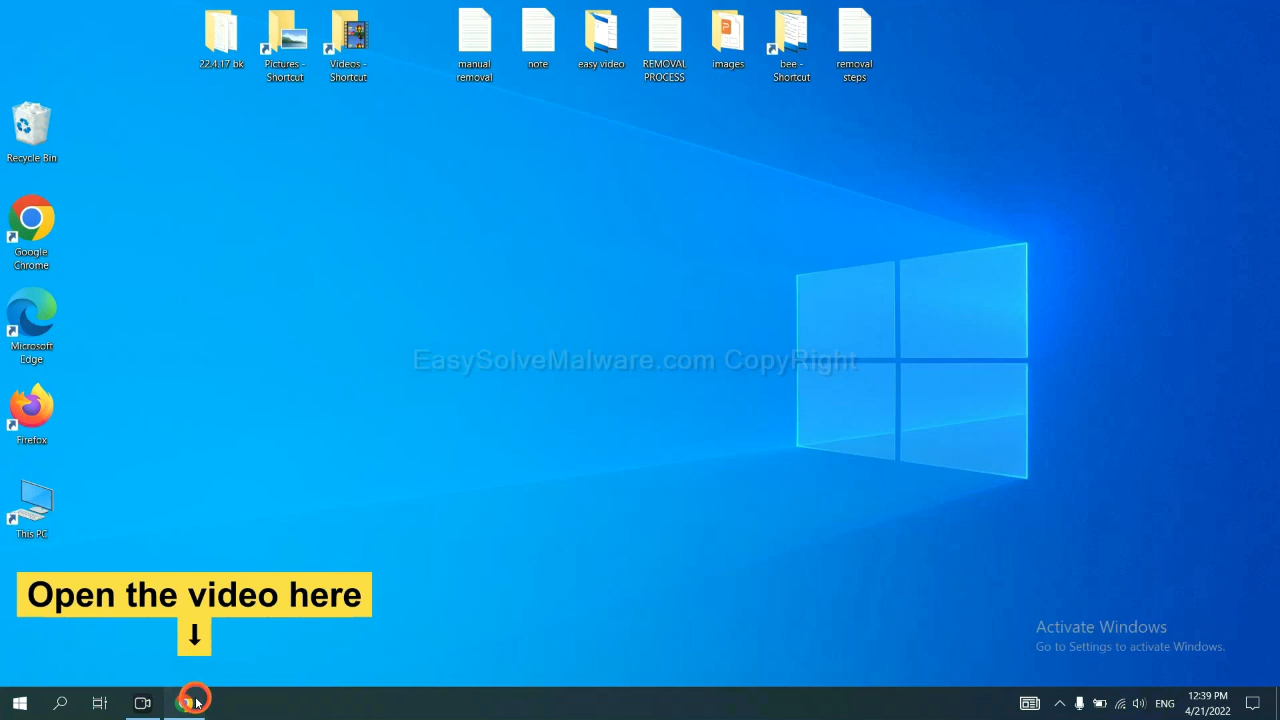 22.4.17 bk
Pictures -
Shortcut
Videos -
Shortcut
manual
removal
note
easy video
REMOVAL
PROCESS
images
bee -
Shortcut
removal
steps
Recycle Bin
Google
Chrome
Microsoft
Edge
Firefox
This PC
EasySolveMalware.com CopyRight
Open the video here
Activate Windows
Go to Settings to activate Windows.
ENG
12:39 PM
4/21/2022